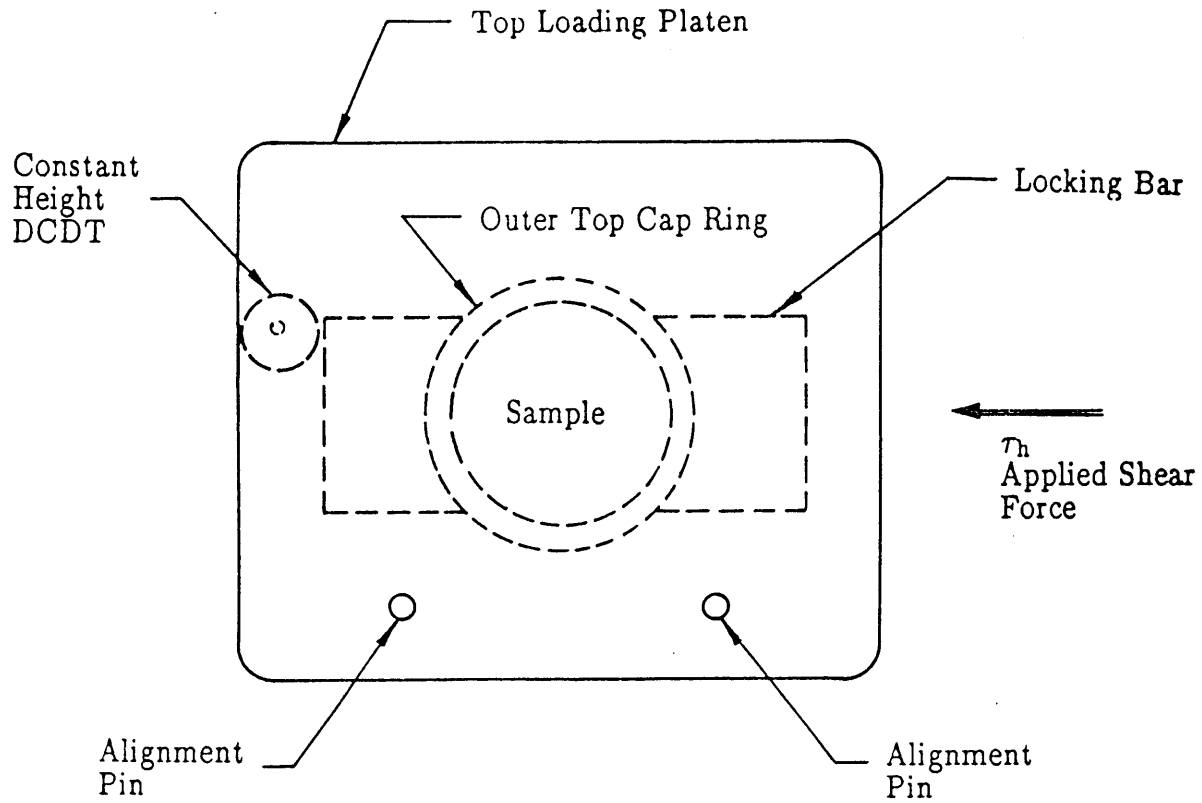 Top Loading Platen
Constant
Height
DCDT
Locking Bar
Outer Top Cap Ring
Sample
τh
Applied Shear
Force
Alignment
Pin
Alignment
Pin